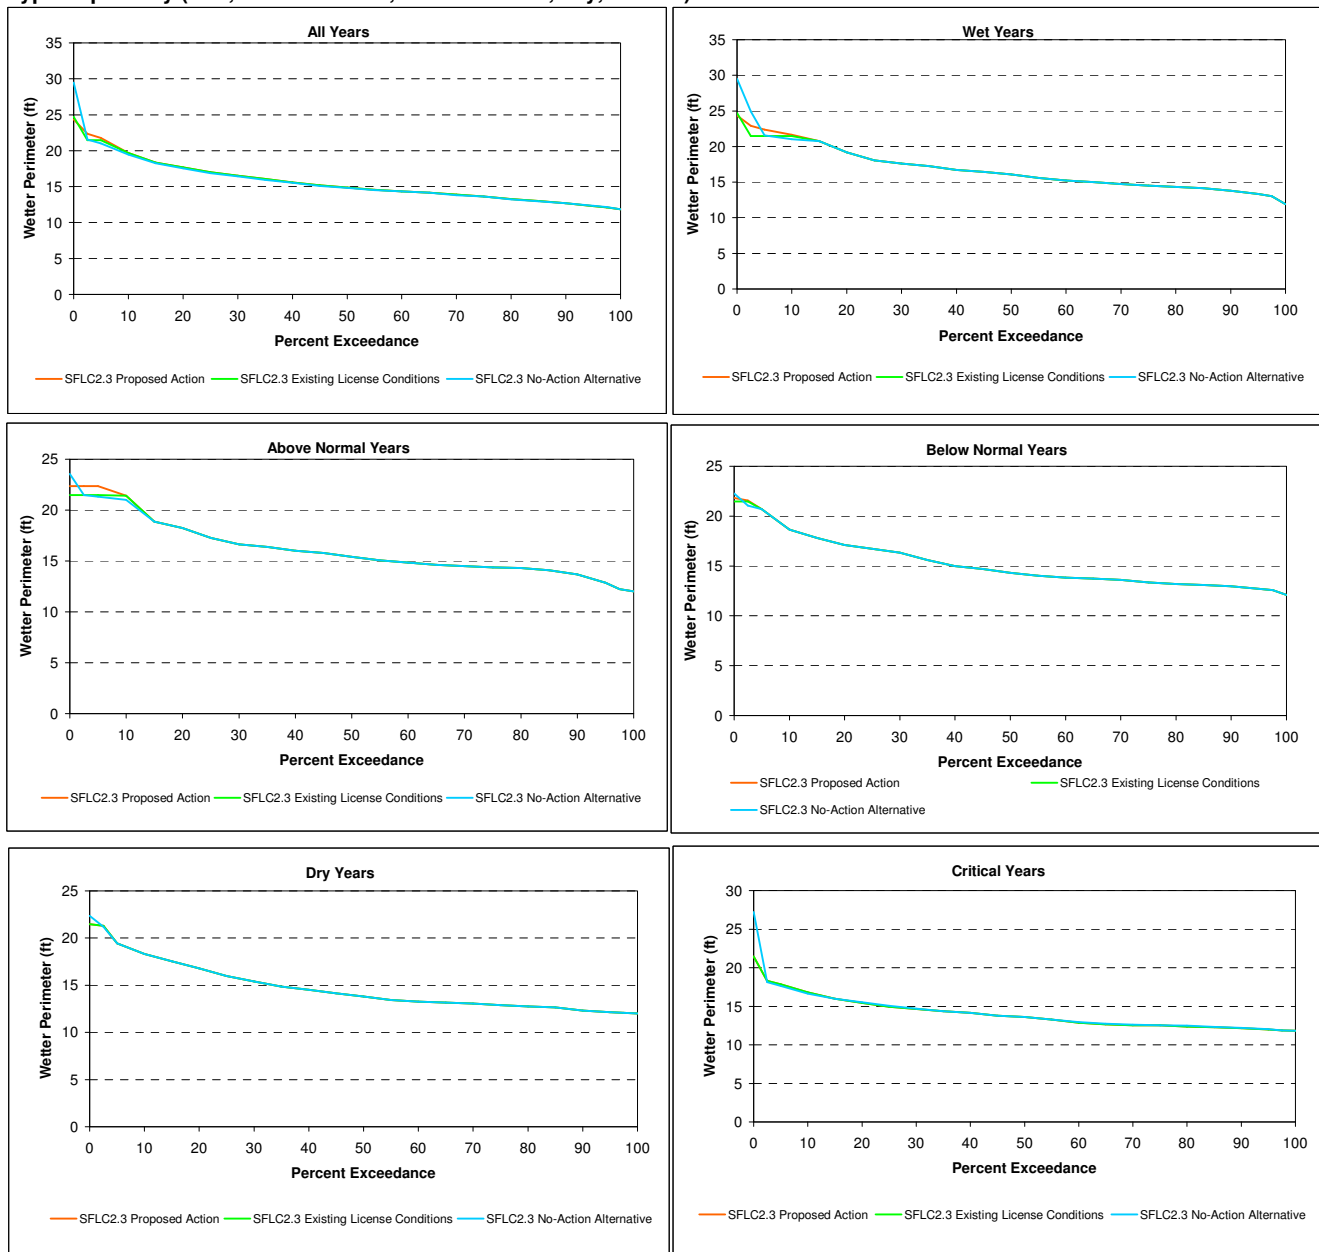 All Years
35
30
25
20
15
10
5
0
Wetter Perimeter (ft)
0 10 20 30 40 50 60 70 80 90 100
Percent Exceedance
SFLC2.3 Proposed Action SFLC2.3 Existing License Conditions SFLC2.3 No-Action Alternative
Wet Years
35
30
25
20
15
10
5
0
Wetter Perimeter (ft)
0 10 20 30 40 50 60 70 80 90 100
Percent Exceedance
SFLC2.3 Proposed Action SFLC2.3 Existing License Conditions SFLC2.3 No-Action Alternative
Above Normal Years
25
20
15
10
5
0
Wetter Perimeter (ft)
0 10 20 30 40 50 60 70 80 90 100
Percent Exceedance
SFLC2.3 Proposed Action SFLC2.3 Existing License Conditions SFLC2.3 No-Action Alternative
Below Normal Years
25
20
15
10
5
0
Wetter Perimeter (ft)
0 10 20 30 40 50 60 70 80 90 100
Percent Exceedance
SFLC2.3 Proposed Action SFLC2.3 Existing License Conditions
SFLC2.3 No-Action Alternative
Dry Years
25
20
15
10
5
0
Wetter Perimeter (ft)
0 10 20 30 40 50 60 70 80 90 100
Percent Exceedance
SFLC2.3 Proposed Action SFLC2.3 Existing License Conditions SFLC2.3 No-Action Alternative
Critical Years
30
25
20
15
10
5
0
Wetter Perimeter (ft)
0 10 20 30 40 50 60 70 80 90 100
Percent Exceedance
SFLC2.3 Proposed Action SFLC2.3 Existing License Conditions SFLC2.3 No-Action Alternative